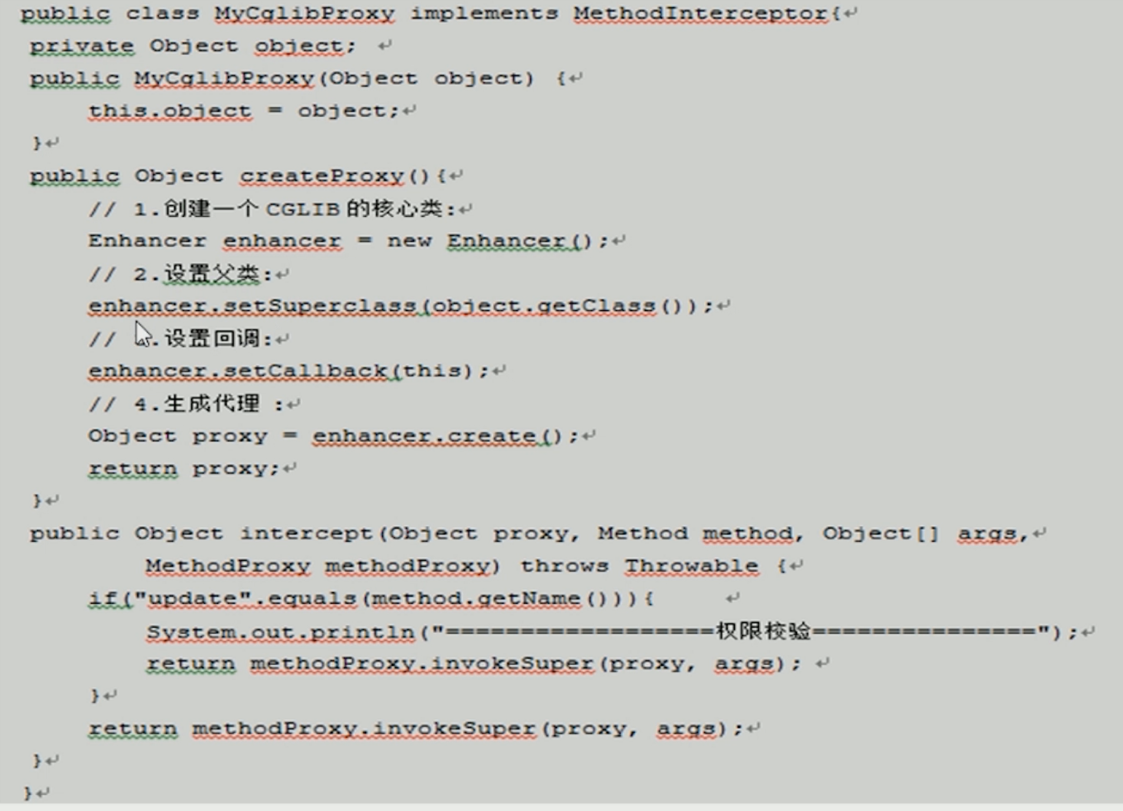 public class MyCglibProxy implements MethodInterceptor{
private Object object;
public MyCglibProxy(Object object) {
this.object = object;
}
public Object createProxy(){
// 1.创建一个 CGLIB 的核心类:
Enhancer enhancer = new Enhancer();
// 2.设置父类:
enhancer.setSuperclass(object.getClass());
// .设置回调:
enhancer.setCallback(this);
// 4.生成代理 :
Object proxy = enhancer.create();
return proxy;
}
public Object intercept(Object proxy, Method method, Object[] args,
MethodProxy methodProxy) throws Throwable {
if("update".equals(method.getName())){
System.out.println("==================权限校验===============");
return methodProxy.invokeSuper(proxy, args);
}
return methodProxy.invokeSuper(proxy, args);
}
}